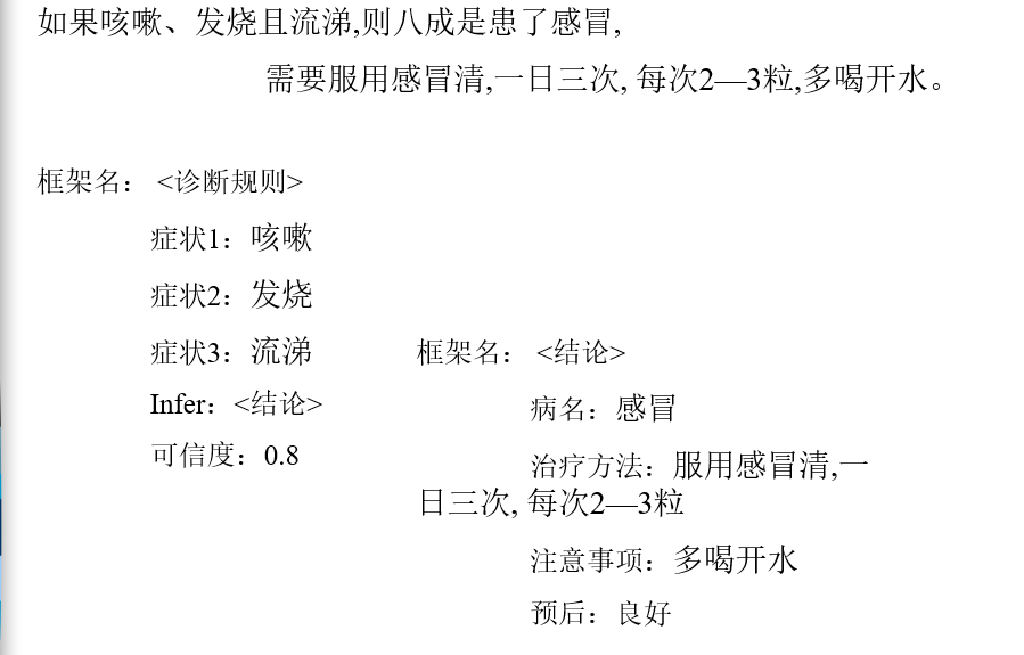 如果咳嗽、发烧且流涕,则八成是患了感冒,
需要服用感冒清,一日三次, 每次2—3粒,多喝开水。
框架名： <诊断规则>
症状1：咳嗽
症状2：发烧
症状3：流涕
Infer：<结论>
可信度：0.8
框架名： <结论>
病名：感冒
治疗方法：服用感冒清,一
日三次, 每次2—3粒
注意事项：多喝开水
预后：良好